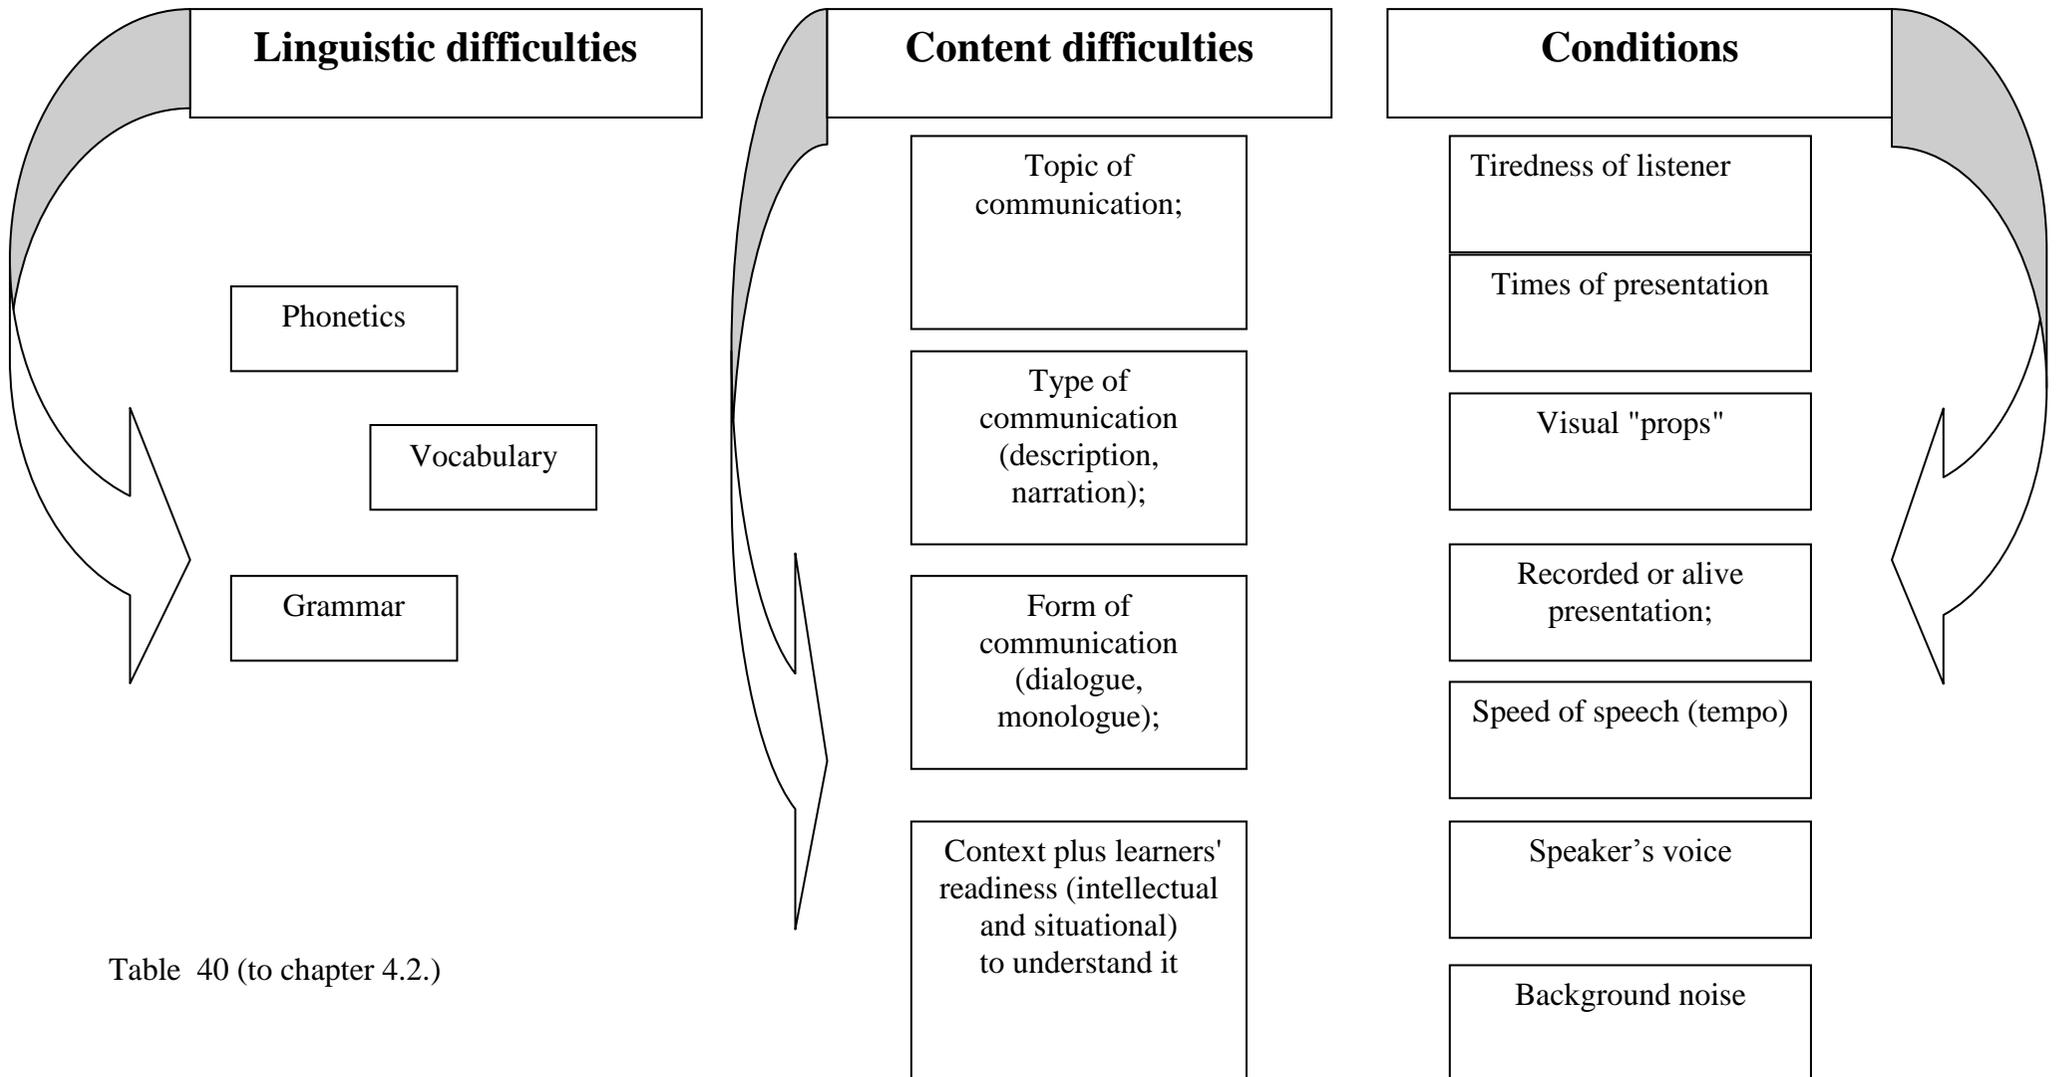 Linguistic difficulties
Phonetics
Vocabulary
Grammar
Content difficulties
Topic of
communication;
Type of
communication
(description,
narration);
Form of
communication
(dialogue,
monologue);
Context plus learners'
readiness (intellectual
and situational)
to understand it
Conditions
Tiredness of listener
Times of presentation
Visual "props"
Recorded or alive
presentation;
Speed of speech (tempo)
Speaker’s voice
Background noise
Table 40 (to chapter 4.2.)